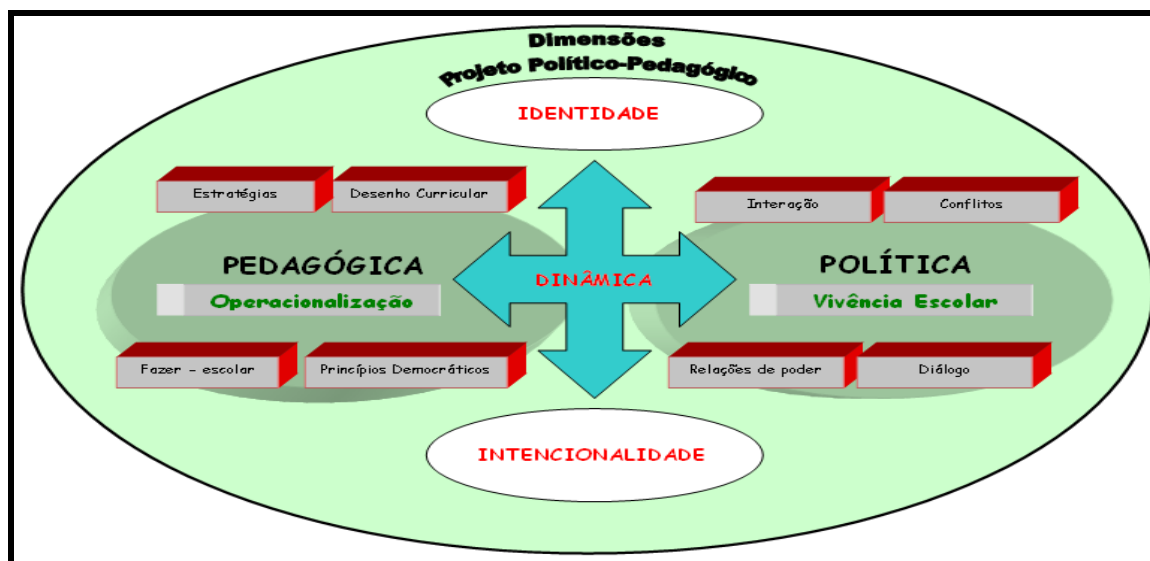 Dimensões
Projeto Político-Pedagógico
IDENTIDADE
Estratégias
Desenho Curricular
Interação
Conflitos
PEDAGÓGICA
Operacionalização
DINÂMICA
POLÍTICA
Vivência Escolar
Fazer - escolar
Princípios Democráticos
Relações de poder
Diálogo
INTENCIONALIDADE